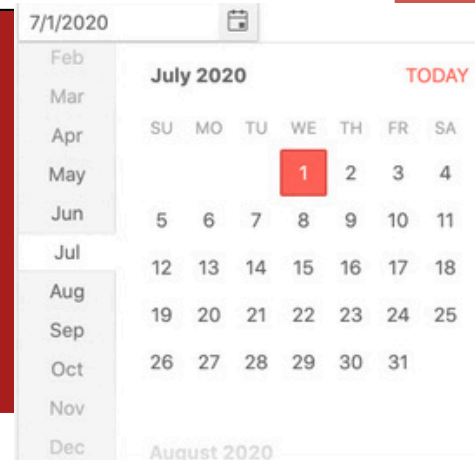 7/1/2020
Feb
Mar
Apr
May
Jun
Jul
Aug
Sep
Oct
Nov
Dec
July 2020 TODAY
SU MO TU WE TH FR SA
1 2 3 4
5 6 7 8 9 10 11
12 13 14 15 16 17 18
19 20 21 22 23 24 25
26 27 28 29 30 31
August 2020